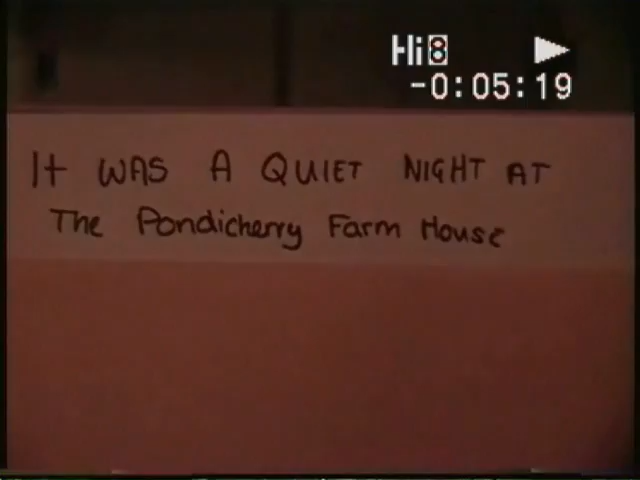 Hi8
-0:05:19
It WAS A QUIET NIGHT AT
The Pondicherry Farm House